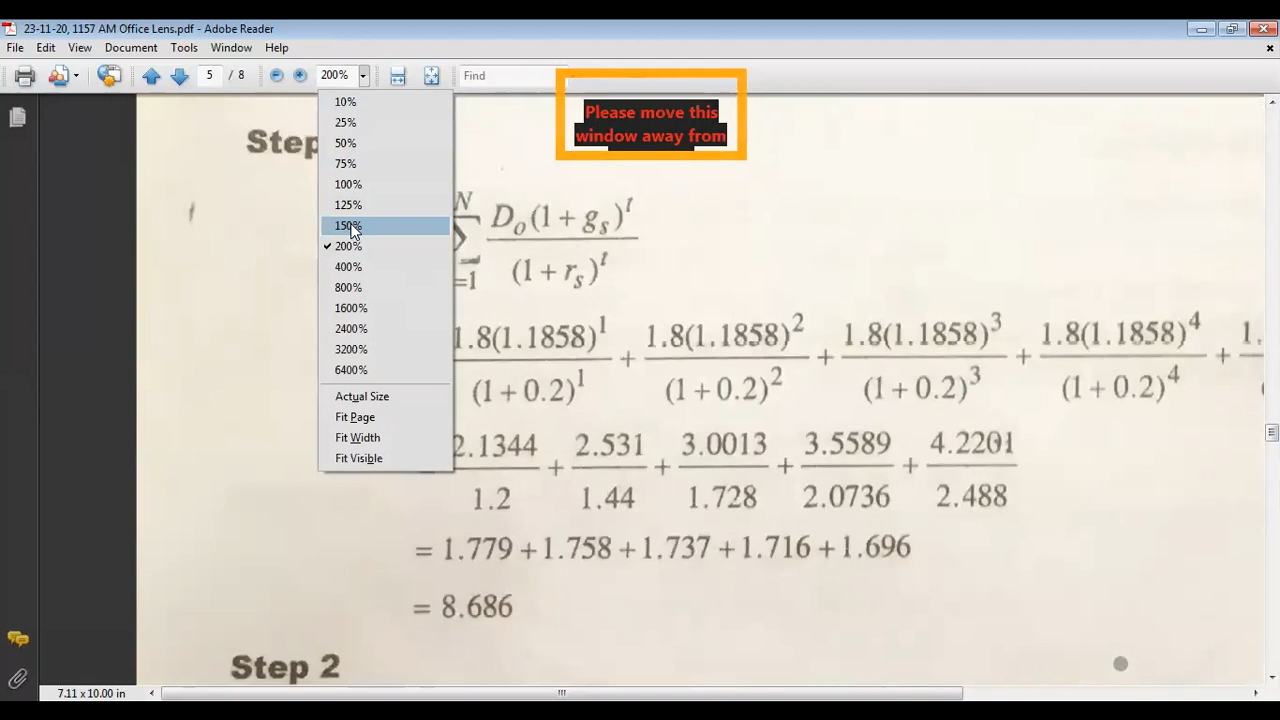 23-11-20, 1157 AM Office Lens.pdf - Adobe Reader
File Edit View Document Tools Window Help
5 / 8 200% Find
Please move this
window away from
10%
25%
50%
75%
100%
125%
150%
200%
400%
800%
1600%
2400%
3200%
6400%
Actual Size
Fit Page
Fit Width
Fit Visible
Step
N
D_o(1 + g_s)^t
(1 + r_s)^t
=1
1.8(1.1858)^1 + 1.8(1.1858)^2 + 1.8(1.1858)^3 + 1.8(1.1858)^4 + 1.
(1 + 0.2)^1 (1 + 0.2)^2 (1 + 0.2)^3 (1 + 0.2)^4
2.1344 + 2.531 + 3.0013 + 3.5589 + 4.2201
1.2 1.44 1.728 2.0736 2.488
= 1.779 + 1.758 + 1.737 + 1.716 + 1.696
= 8.686
Step 2
7.11 x 10.00 in